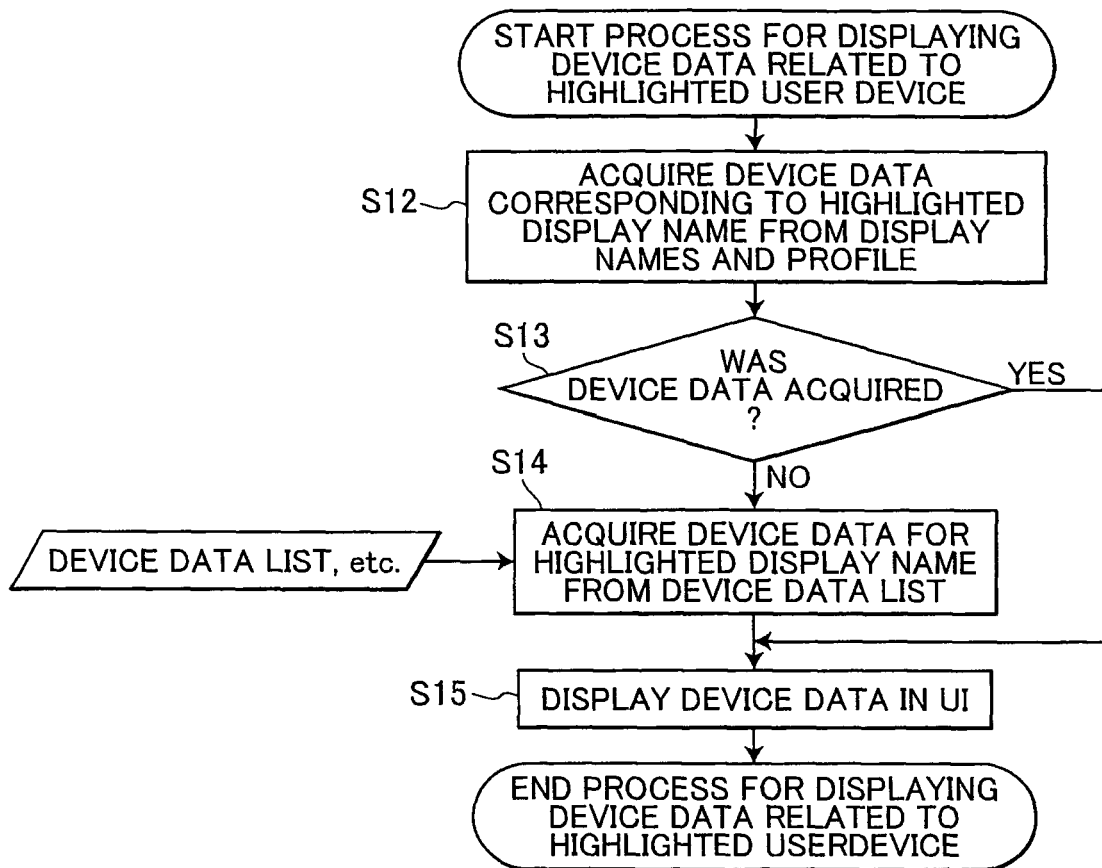 START PROCESS FOR DISPLAYING
DEVICE DATA RELATED TO
HIGHLIGHTED USER DEVICE
S12
ACQUIRE DEVICE DATA
CORRESPONDING TO HIGHLIGHTED
DISPLAY NAME FROM DISPLAY
NAMES AND PROFILE
S13
WAS
DEVICE DATA ACQUIRED
?
YES
NO
S14
DEVICE DATA LIST, etc.
ACQUIRE DEVICE DATA FOR
HIGHLIGHTED DISPLAY NAME
FROM DEVICE DATA LIST
S15
DISPLAY DEVICE DATA IN UI
END PROCESS FOR DISPLAYING
DEVICE DATA RELATED TO
HIGHLIGHTED USERDEVICE